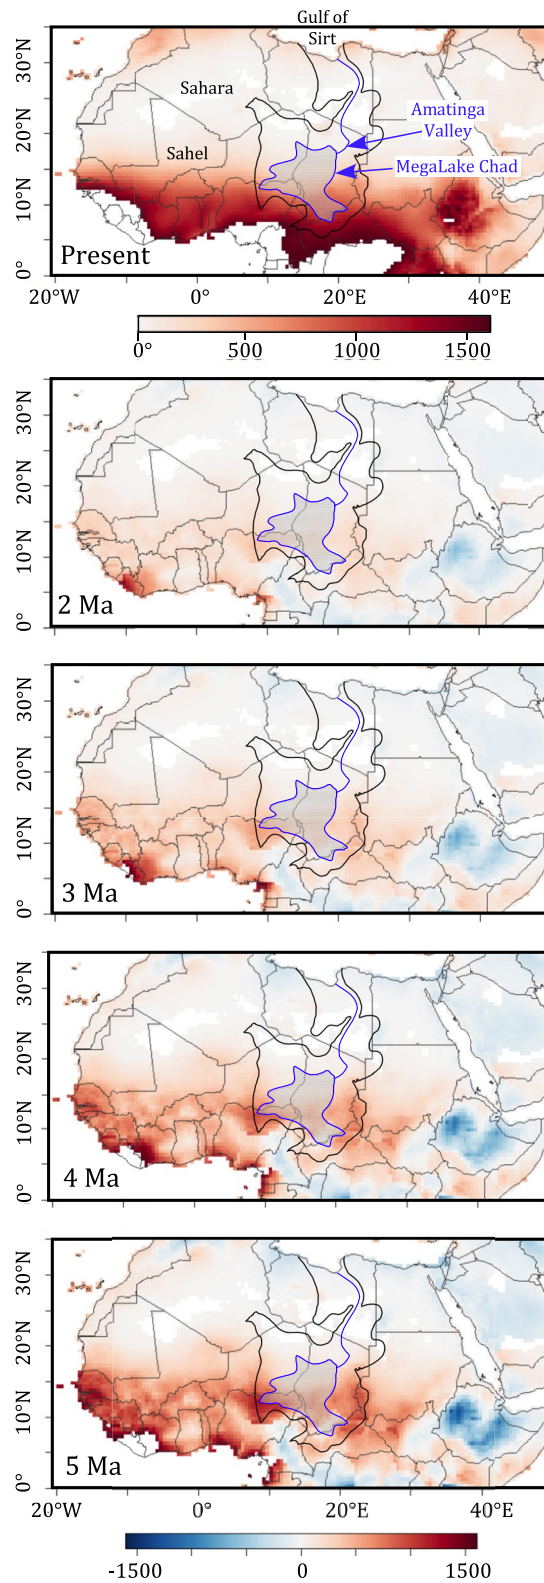 Gulf of
Sirt
30°N
Sahara
Amatinga
Valley
20°N
Sahel
MegaLake Chad
10°N
Present
0°
20°W 0° 20°E 40°E
0° 500 1000 1500
30°N
20°N
10°N
0°
2 Ma
30°N
20°N
10°N
0°
3 Ma
30°N
20°N
10°N
0°
4 Ma
30°N
20°N
10°N
0°
5 Ma
20°W 0° 20°E 40°E
-1500 0 1500